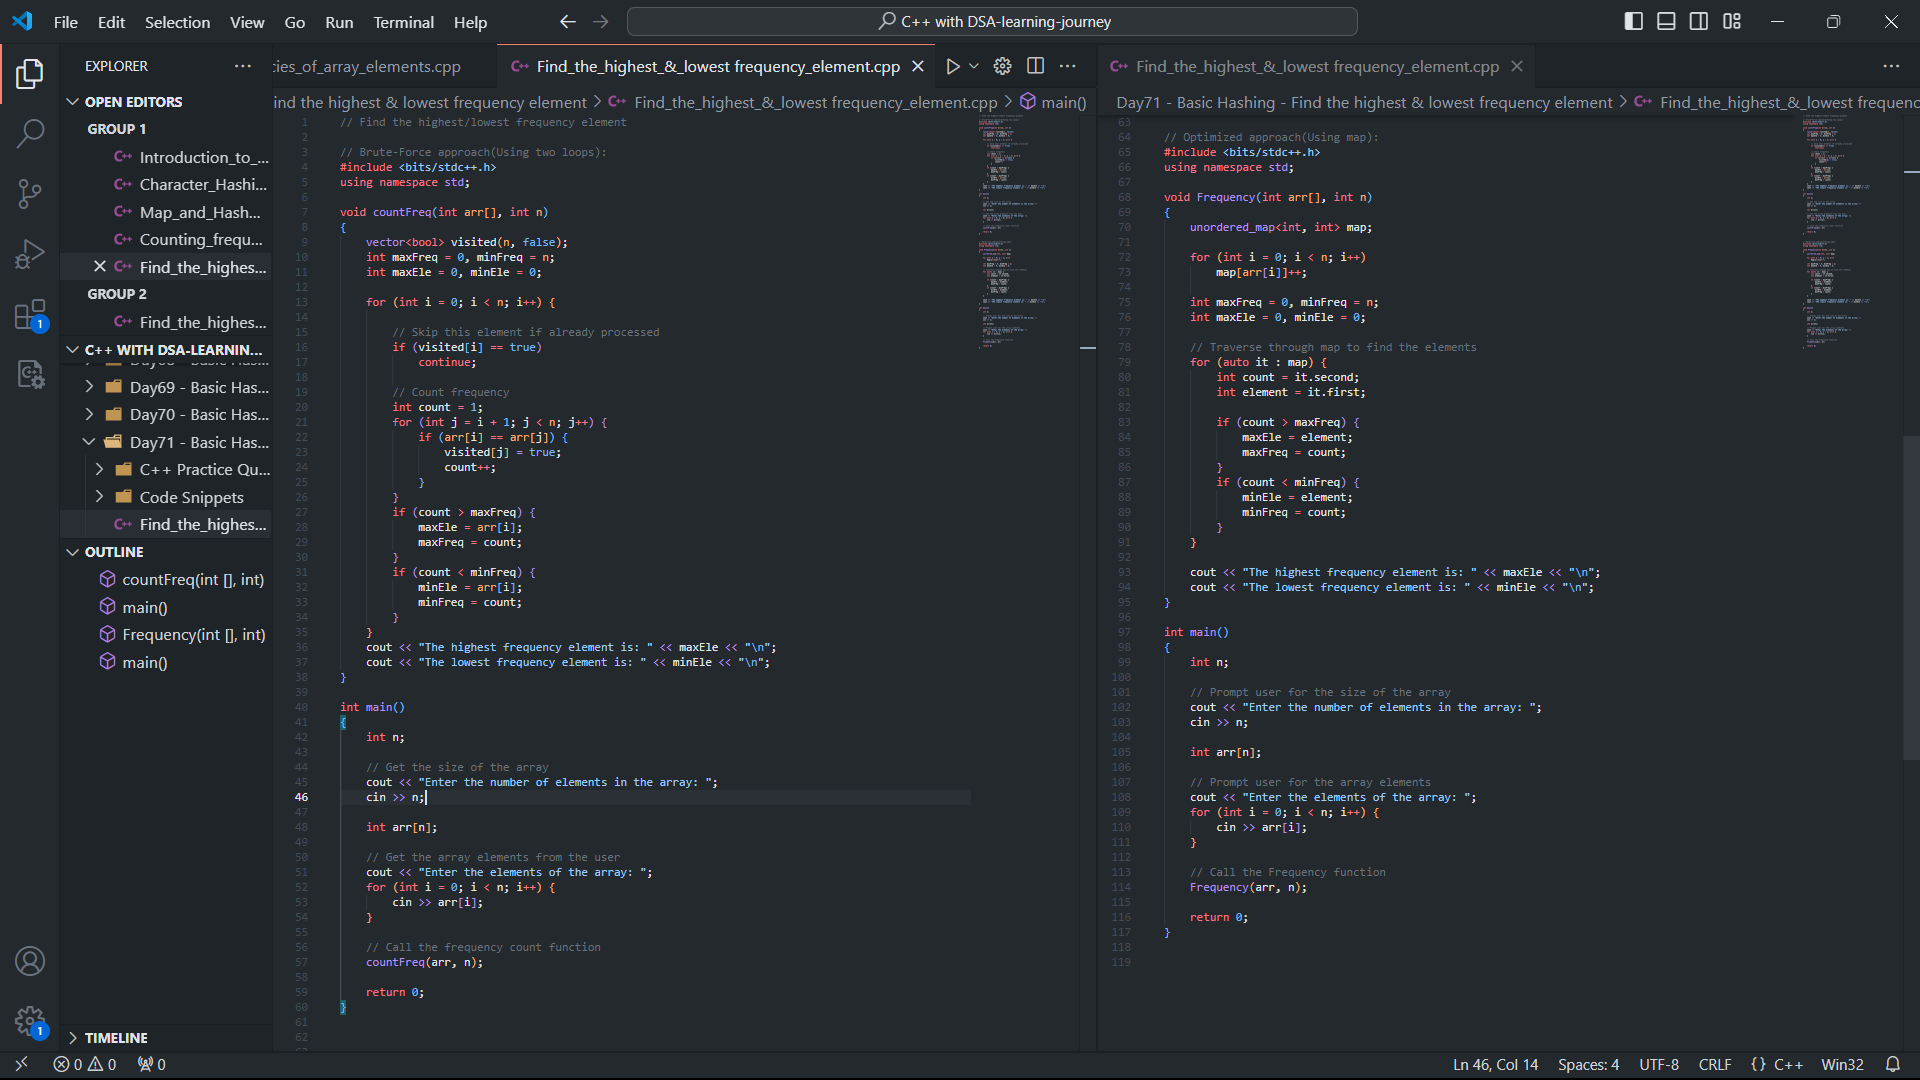 File Edit Selection View Go Run Terminal Help
C++ with DSA-learning-journey
EXPLORER
OPEN EDITORS
GROUP 1
Introduction_to_...
Character_Hashi...
Map_and_Hash...
Counting_frequ...
Find_the_highes...
GROUP 2
Find_the_highes...
C++ WITH DSA-LEARNIN...
Day69 - Basic Has...
Day70 - Basic Has...
Day71 - Basic Has...
C++ Practice Qu...
Code Snippets
Find_the_highes...
OUTLINE
countFreq(int [], int)
main()
Frequency(int [], int)
main()
TIMELINE
cies_of_array_elements.cpp
Find_the_highest_&_lowest frequency_element.cpp
ind the highest & lowest frequency element > Find_the_highest_&_lowest frequency_element.cpp > main()
1 // Find the highest/lowest frequency element
2
3 // Brute-Force approach(Using two loops):
4 #include <bits/stdc++.h>
5 using namespace std;
6
7 void countFreq(int arr[], int n)
8 {
9 vector<bool> visited(n, false);
10 int maxFreq = 0, minFreq = n;
11 int maxEle = 0, minEle = 0;
12
13 for (int i = 0; i < n; i++) {
14
15 // Skip this element if already processed
16 if (visited[i] == true)
17 continue;
18
19 // Count frequency
20 int count = 1;
21 for (int j = i + 1; j < n; j++) {
22 if (arr[i] == arr[j]) {
23 visited[j] = true;
24 count++;
25 }
26 }
27 if (count > maxFreq) {
28 maxEle = arr[i];
29 maxFreq = count;
30 }
31 if (count < minFreq) {
32 minEle = arr[i];
33 minFreq = count;
34 }
35 }
36 cout << "The highest frequency element is: " << maxEle << "\n";
37 cout << "The lowest frequency element is: " << minEle << "\n";
38 }
39
40 int main()
41 {
42 int n;
43
44 // Get the size of the array
45 cout << "Enter the number of elements in the array: ";
46 cin >> n;
47
48 int arr[n];
49
50 // Get the array elements from the user
51 cout << "Enter the elements of the array: ";
52 for (int i = 0; i < n; i++) {
53 cin >> arr[i];
54 }
55
56 // Call the frequency count function
57 countFreq(arr, n);
58
59 return 0;
60 }
61
62
Find_the_highest_&_lowest frequency_element.cpp
Day71 - Basic Hashing - Find the highest & lowest frequency element > Find_the_highest_&_lowest frequenc
63
64 // Optimized approach(Using map):
65 #include <bits/stdc++.h>
66 using namespace std;
67
68 void Frequency(int arr[], int n)
69 {
70 unordered_map<int, int> map;
71
72 for (int i = 0; i < n; i++)
73 map[arr[i]]++;
74
75 int maxFreq = 0, minFreq = n;
76 int maxEle = 0, minEle = 0;
77
78 // Traverse through map to find the elements
79 for (auto it : map) {
80 int count = it.second;
81 int element = it.first;
82
83 if (count > maxFreq) {
84 maxEle = element;
85 maxFreq = count;
86 }
87 if (count < minFreq) {
88 minEle = element;
89 minFreq = count;
90 }
91 }
92
93 cout << "The highest frequency element is: " << maxEle << "\n";
94 cout << "The lowest frequency element is: " << minEle << "\n";
95 }
96
97 int main()
98 {
99 int n;
100
101 // Prompt user for the size of the array
102 cout << "Enter the number of elements in the array: ";
103 cin >> n;
104
105 int arr[n];
106
107 // Prompt user for the array elements
108 cout << "Enter the elements of the array: ";
109 for (int i = 0; i < n; i++) {
110 cin >> arr[i];
111 }
112
113 // Call the Frequency function
114 Frequency(arr, n);
115
116 return 0;
117 }
118
119
0 0 0
Ln 46, Col 14 Spaces: 4 UTF-8 CRLF {} C++ Win32